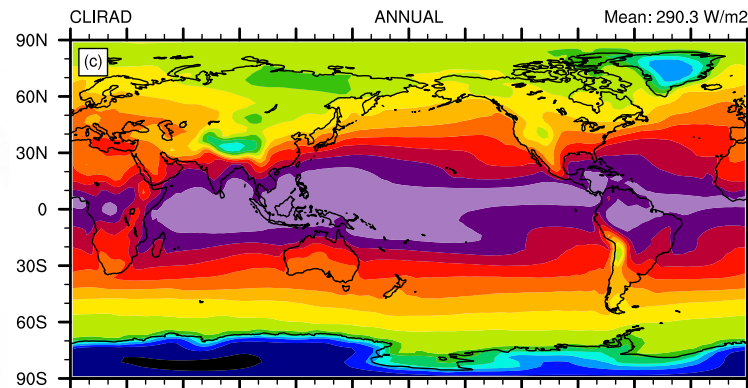 CLIRAD ANNUAL Mean: 290.3 W/m2
(c)
90N
60N
30N
0
30S
60S
90S